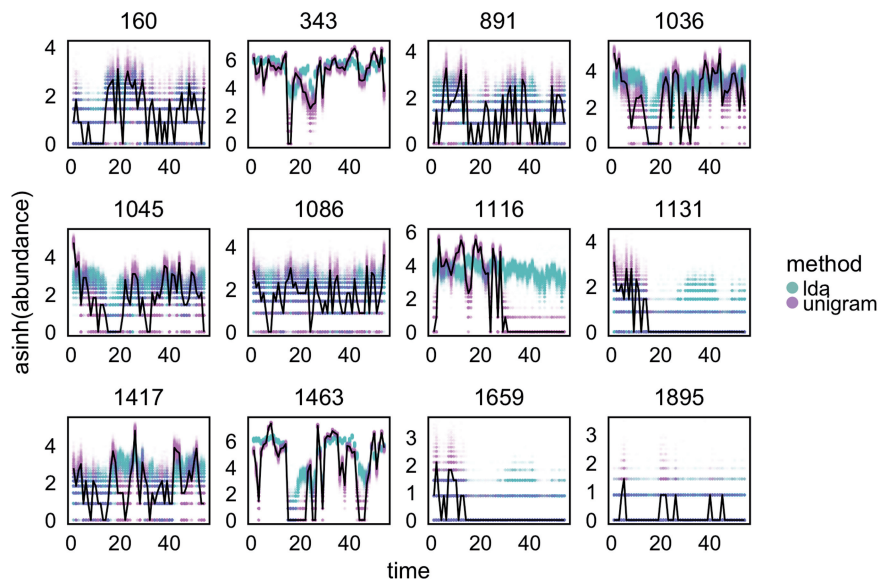 160 343 891 1036
4 6 4 4
2 4 2 2
0 2 0 0
0
0 20 40 0 20 40 0 20 40 0 20 40
1045 1086 1116 1131
4 4 6 4
2 2 4 2
0 0 2 0
0
0 20 40 0 20 40 0 20 40 0 20 40
1417 1463 1659 1895
4 6 3 3
2 4 2 2
0 2 1 1
0 0 0
0 20 40 0 20 40 0 20 40 0 20 40
asinh(abundance)
time
method
lda
unigram